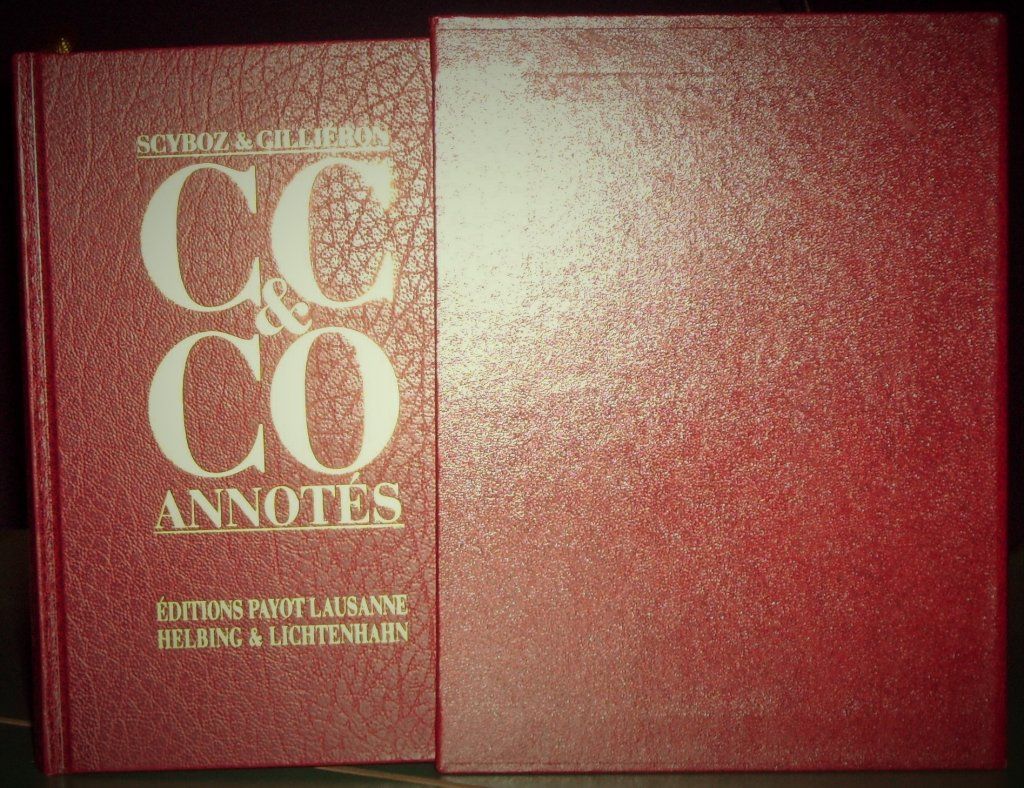 SCYBOZ & GILLIÉRON
CC
&
CO
ANNOTÉS
ÉDITIONS PAYOT LAUSANNE
HELBING & LICHTENHAHN